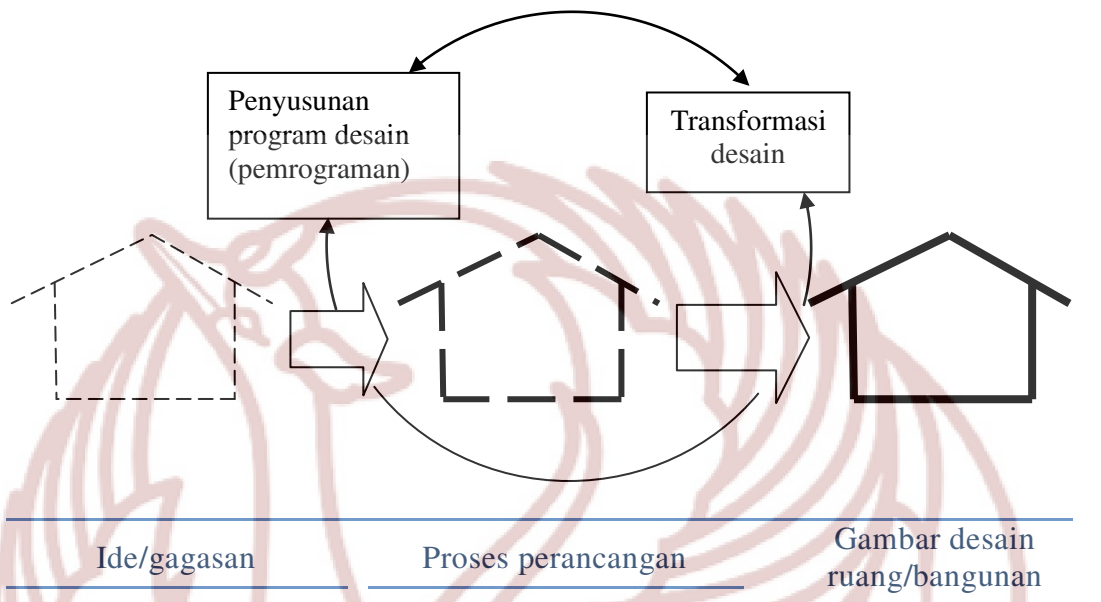 Penyusunan
program desain
(pemrograman)
Transformasi
desain
Ide/gagasan
Proses perancangan
Gambar desain
ruang/bangunan